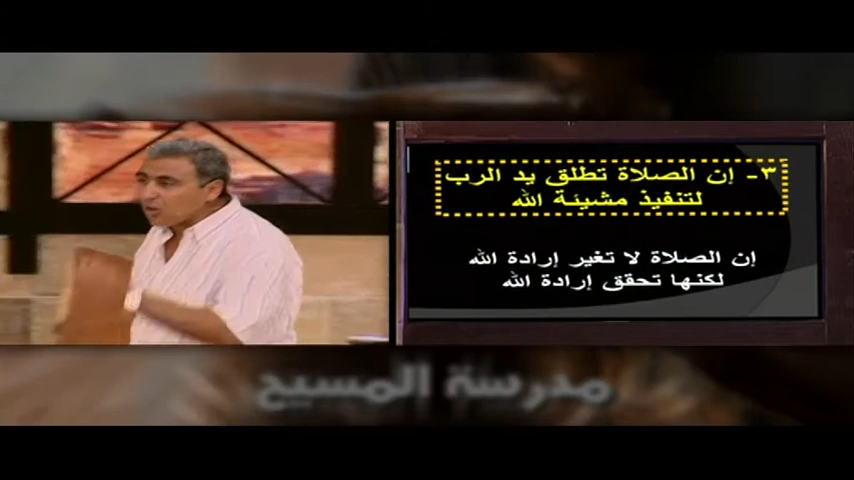 ٣- إن الصلاة تطلق يد الرب
لتنفيذ مشيئة الله
إن الصلاة لا تغير إرادة الله
لكنها تحقق إرادة الله
مدرسة المسيح